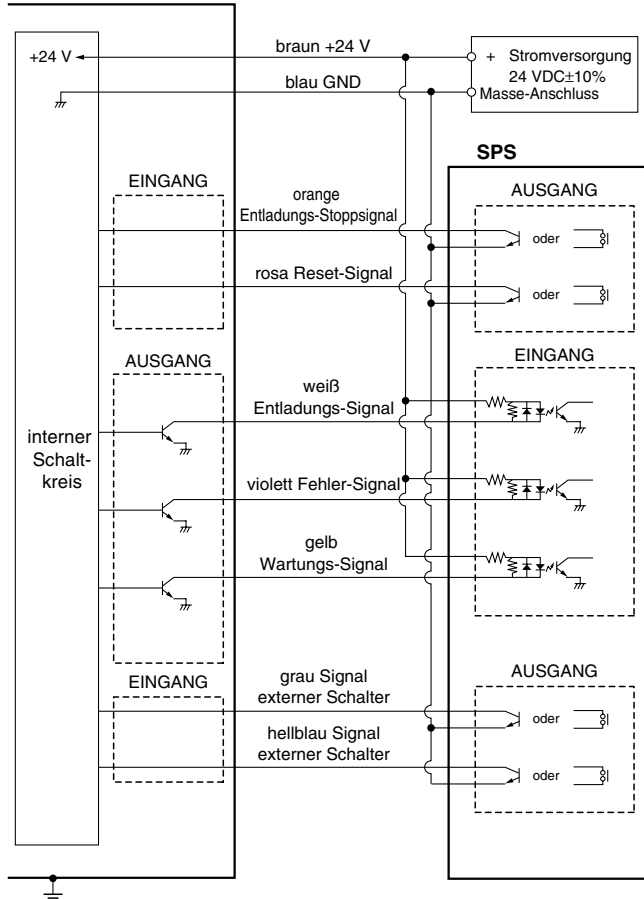 braun +24 V
+24 V
+ Stromversorgung
24 VDC±10%
Masse-Anschluss
blau GND
SPS
EINGANG
AUSGANG
orange
Entladungs-Stoppsignal
oder
rosa Reset-Signal
oder
AUSGANG
EINGANG
weiß
Entladungs-Signal
interner
Schalt-
kreis
violett Fehler-Signal
gelb
Wartungs-Signal
EINGANG
AUSGANG
grau Signal
externer Schalter
oder
hellblau Signal
externer Schalter
oder